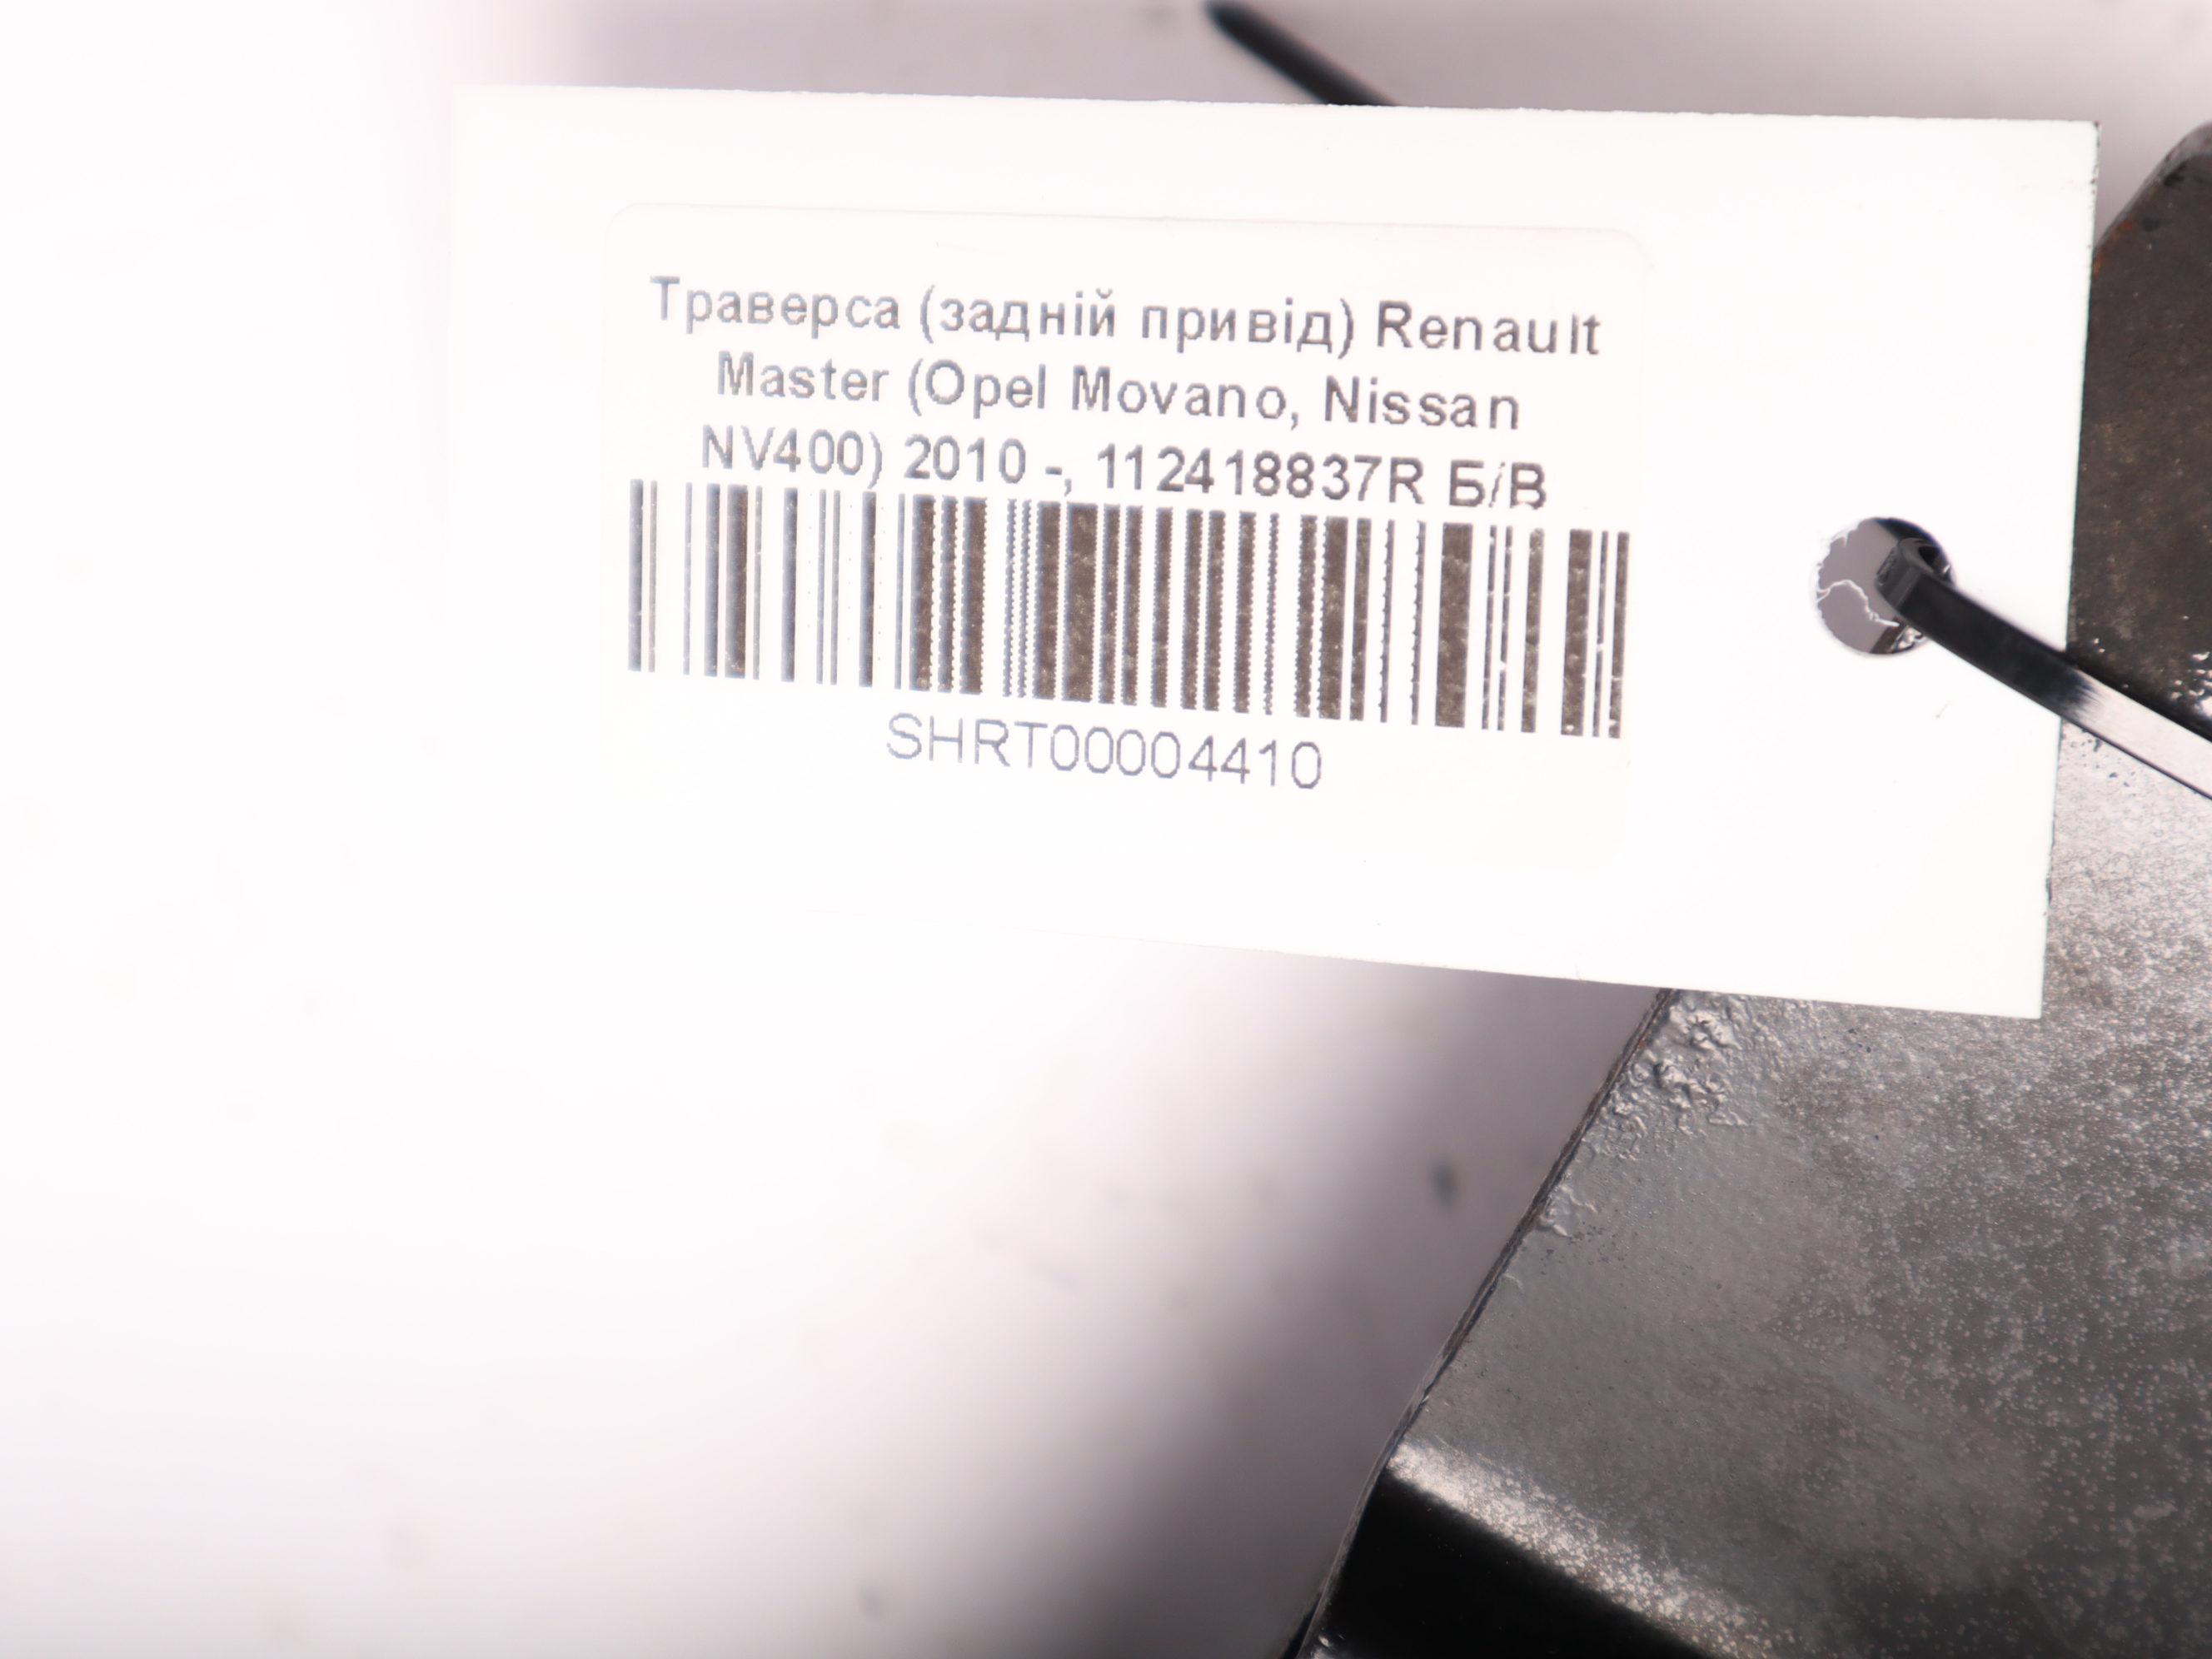 Траверса (задній привід) Renault
Master (Opel Movano, Nissan
NV400) 2010 -, 112418837R Б/В
SHRT00004410